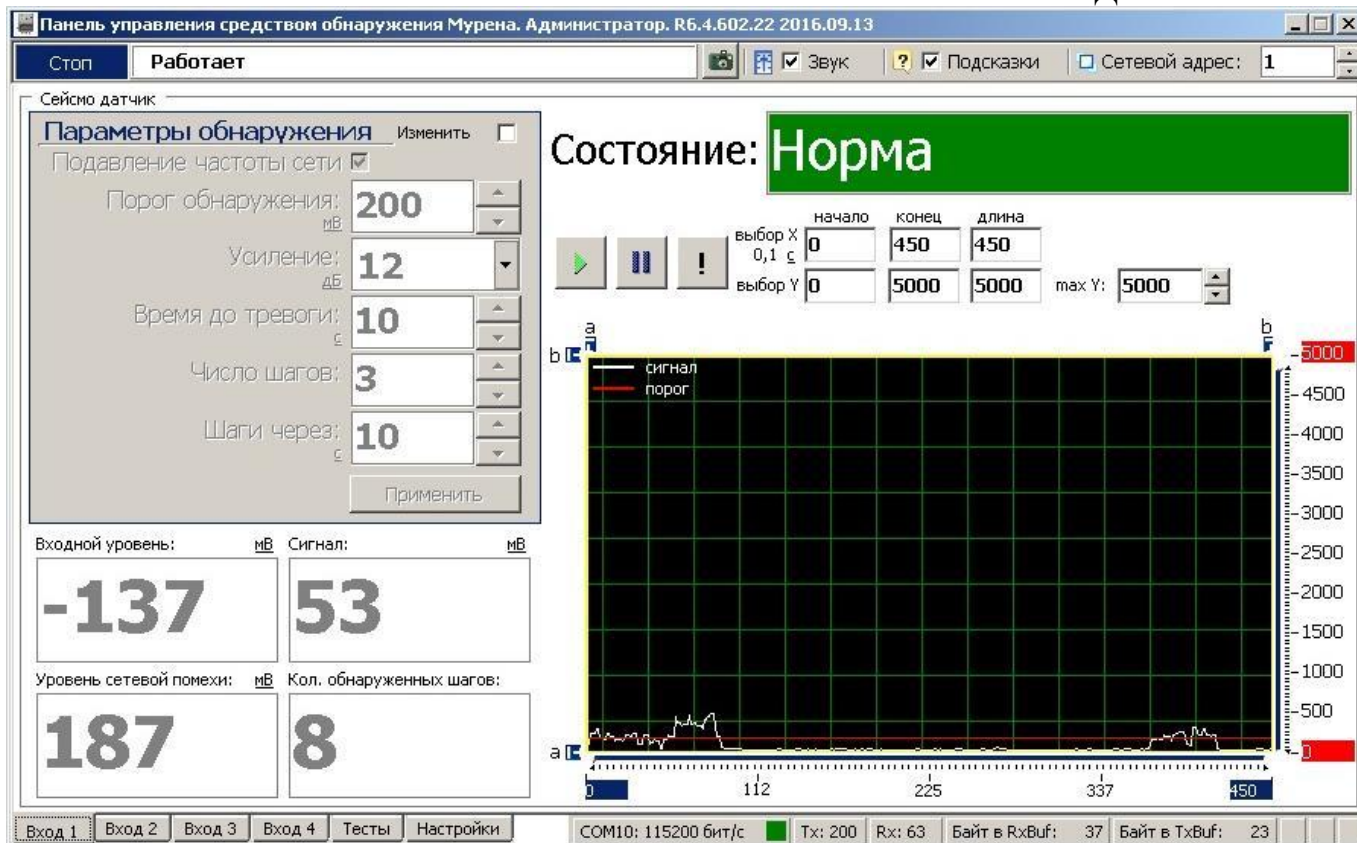 Панель управления средством обнаружения Мурена. Администратор. R6.4.602.22 2016.09.13
Стоп Работает Звук Подсказки Сетевой адрес: 1
Сейсмо датчик
Параметры обнаружения Изменить
Подавление частоты сети
Порог обнаружения: 200
мВ
Усиление: 12
дБ
Время до тревоги: 10
с
Число шагов: 3
Шаги через: 10
с
Применить
Входной уровень: мВ Сигнал: мВ
-137 53
Уровень сетевой помехи: мВ Кол. обнаруженных шагов:
187 8
Состояние: Норма
начало конец длина
выбор X 0 450 450
0,1 с
выбор Y 0 5000 5000 max Y: 5000
a b
b
сигнал
порог
5000
4500
4000
3500
3000
2500
2000
1500
1000
500
0
a
0 112 225 337 450
Вход 1 Вход 2 Вход 3 Вход 4 Тесты Настройки COM10: 115200 бит/с Tx: 200 Rx: 63 Байт в RxBuf: 37 Байт в TxBuf: 23